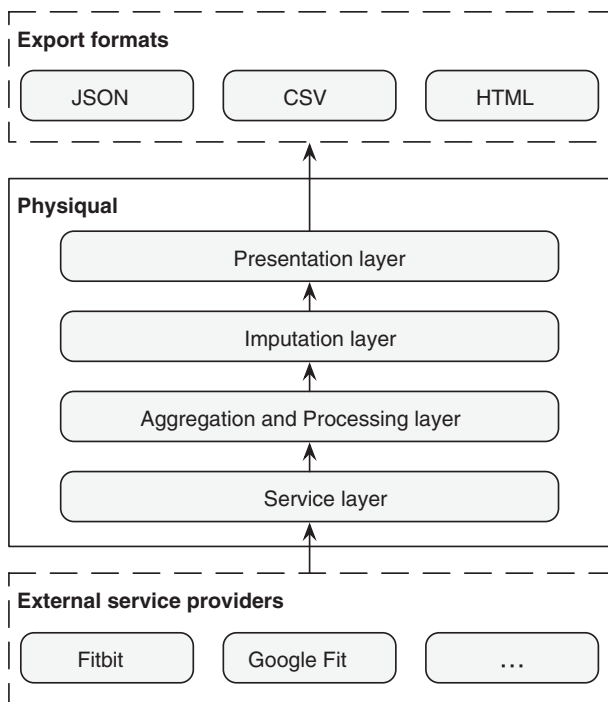 Export formats
JSON
CSV
HTML
Physiqual
Presentation layer
Imputation layer
Aggregation and Processing layer
Service layer
External service providers
Fitbit
Google Fit
...